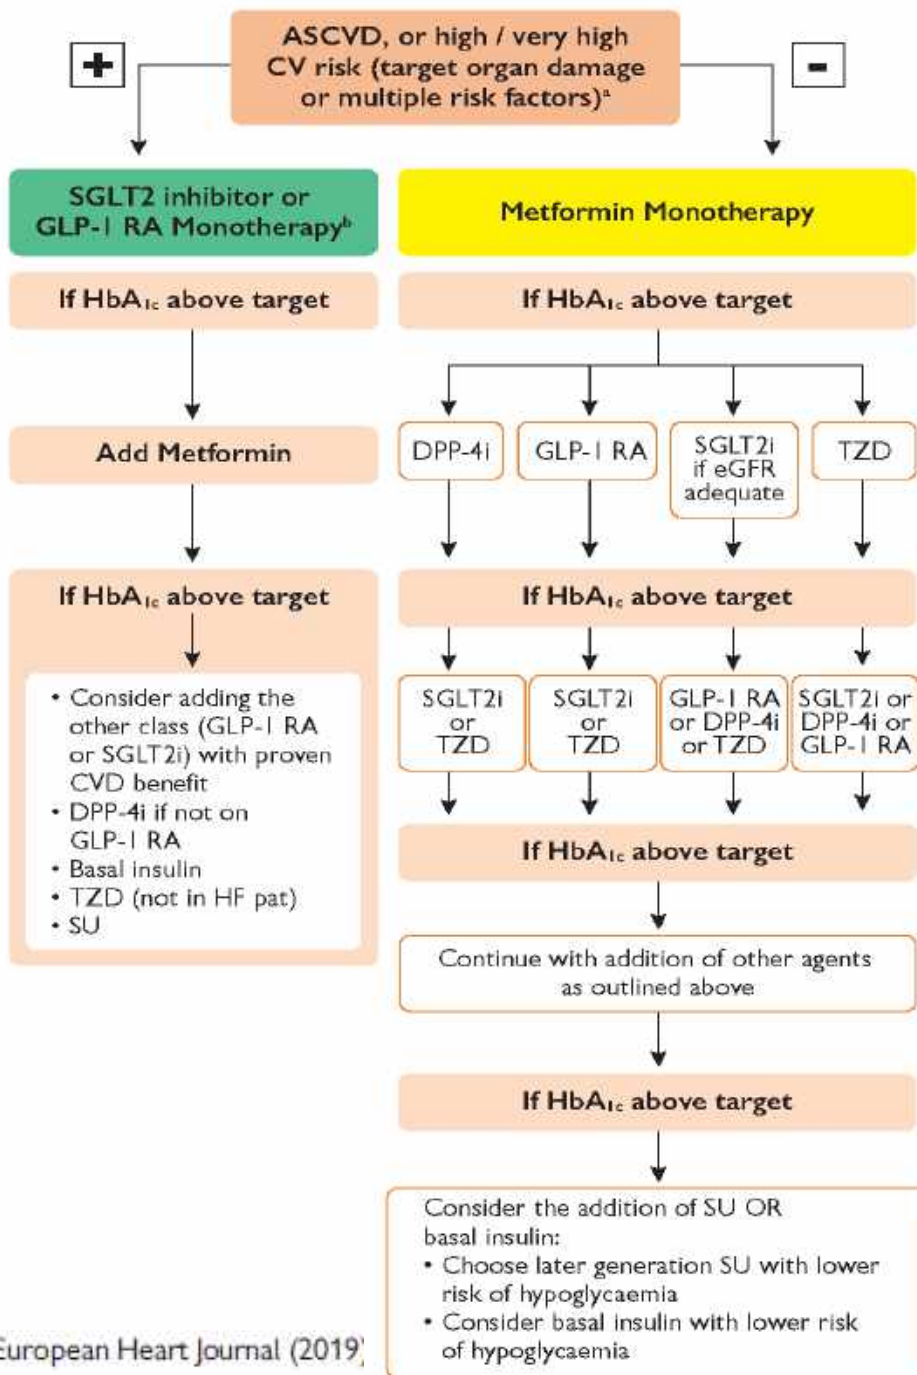 ASCVD, or high / very high
CV risk (target organ damage
or multiple risk factors)ᵃ
+
-
SGLT2 inhibitor or
GLP-1 RA Monotherapyᵇ
If HbA1c above target
Add Metformin
If HbA1c above target
• Consider adding the
other class (GLP-1 RA
or SGLT2i) with proven
CVD benefit
• DPP-4i if not on
GLP-1 RA
• Basal insulin
• TZD (not in HF pat)
• SU
Metformin Monotherapy
If HbA1c above target
DPP-4i
GLP-1 RA
SGLT2i
if eGFR
adequate
TZD
If HbA1c above target
SGLT2i
or
TZD
SGLT2i
or
TZD
GLP-1 RA
or DPP-4i
or TZD
SGLT2i or
DPP-4i or
GLP-1 RA
If HbA1c above target
Continue with addition of other agents
as outlined above
If HbA1c above target
Consider the addition of SU OR
basal insulin:
• Choose later generation SU with lower
risk of hypoglycaemia
• Consider basal insulin with lower risk
of hypoglycaemia
European Heart Journal (2019)